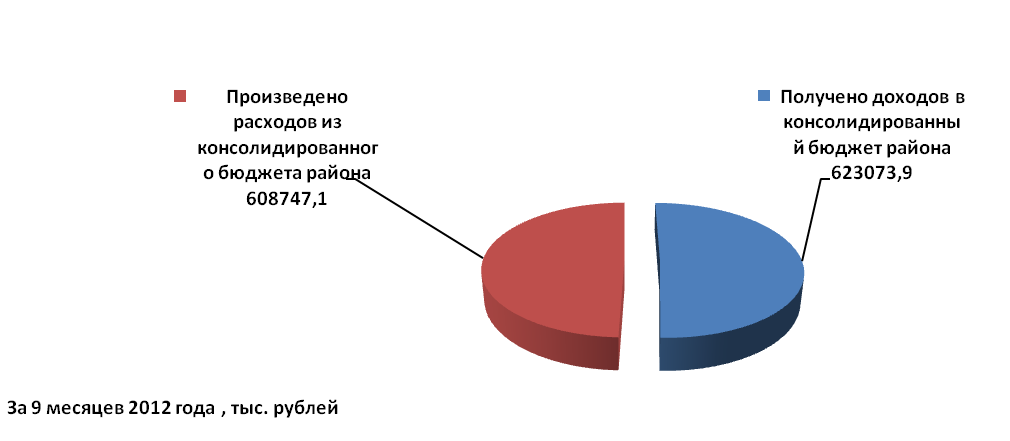 Произведено
расходов из
консолидированног
о бюджета района
608747,1
Получено доходов в
консолидированны
й бюджет района
623073,9
За 9 месяцев 2012 года , тыс. рублей